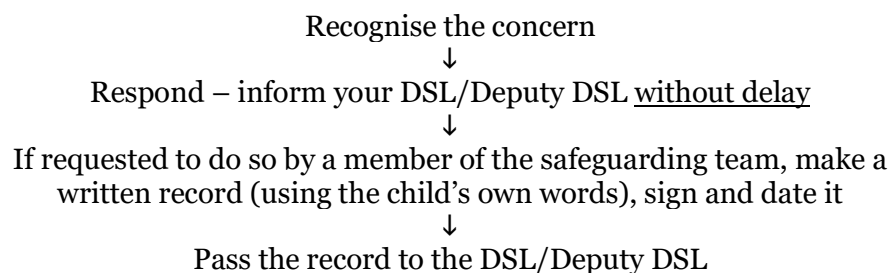 Recognise the concern
↓
Respond – inform your DSL/Deputy DSL without delay
↓
If requested to do so by a member of the safeguarding team, make a
written record (using the child’s own words), sign and date it
↓
Pass the record to the DSL/Deputy DSL